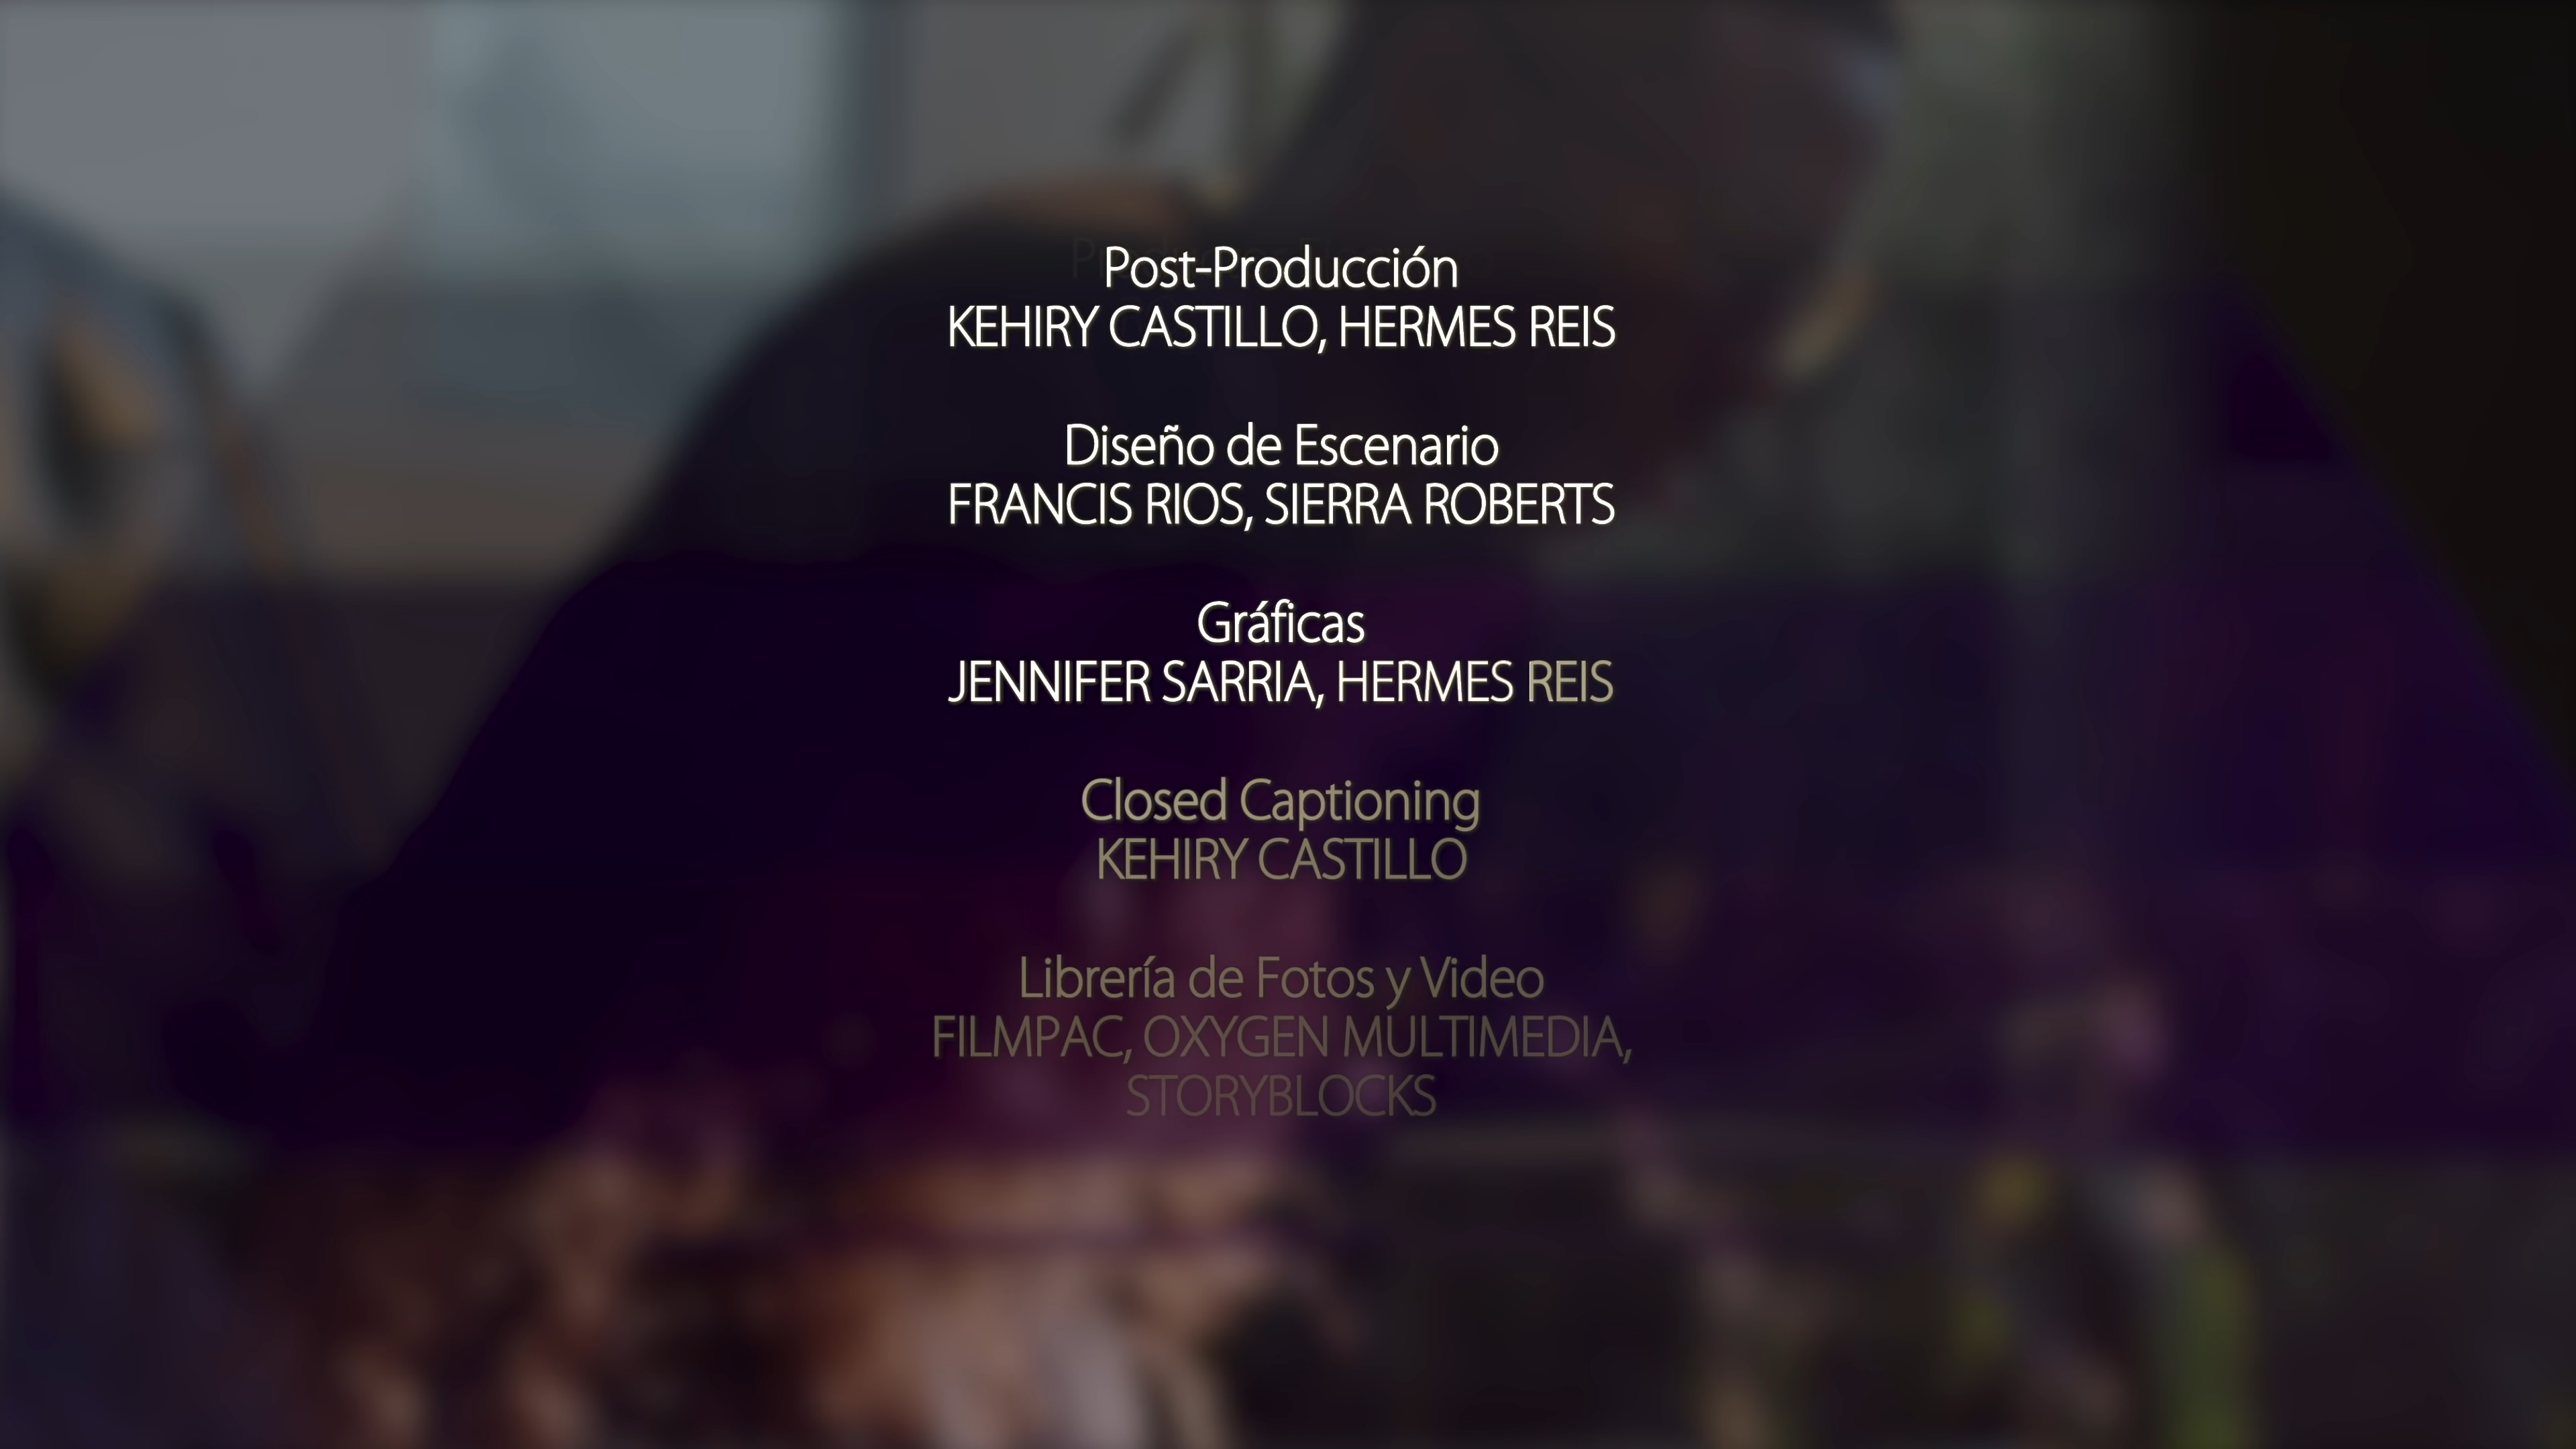 Post-Producción
KEHIRY CASTILLO, HERMES REIS
Diseño de Escenario
FRANCIS RIOS, SIERRA ROBERTS
Gráficas
JENNIFER SARRIA, HERMES REIS
Closed Captioning
KEHIRY CASTILLO
Librería de Fotos y Video
FILMPAC, OXYGEN MULTIMEDIA,
STORYBLOCKS